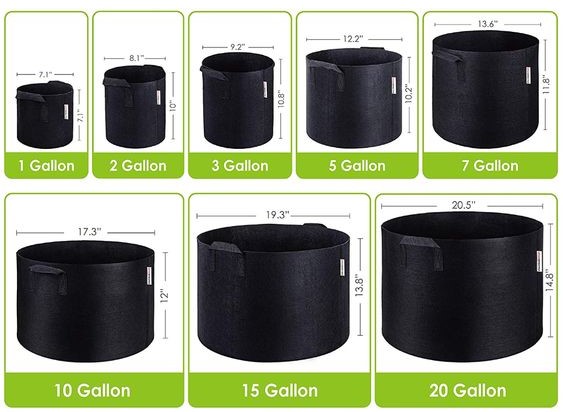 7.1"
7.1"
1 Gallon
8.1"
10"
2 Gallon
9.2"
10.8"
3 Gallon
12.2"
10.2"
5 Gallon
13.6"
11.8"
7 Gallon
17.3"
12"
10 Gallon
19.3"
13.8"
15 Gallon
20.5"
14.8"
20 Gallon